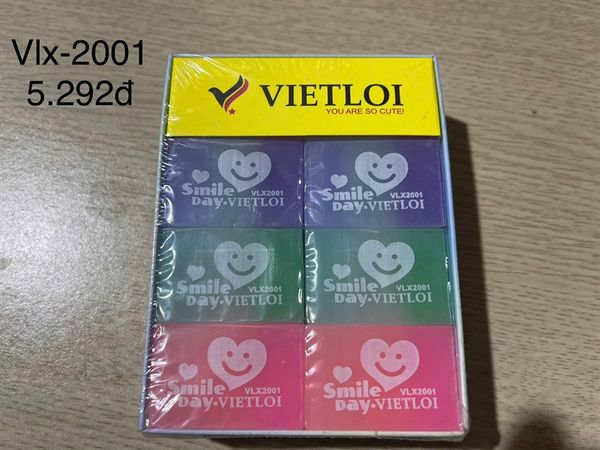 Vlx-2001
5.292đ
VIETLOI
YOU ARE SO CUTE!
Smile VLX2001
Day·VIETLOI
Smile VLX2001
Day·VIETLOI
Smile VLX2001
Day·VIETLOI
Smile VLX2001
Day·VIETLOI
Smile VLX2001
Day·VIETLOI
Smile VLX2001
Day·VIETLOI